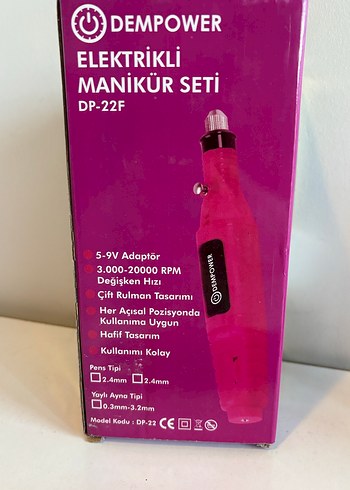 DEMPOWER
ELEKTRİKLİ
MANİKÜR SETİ
DP-22F
DEMPOWER
5-9V Adaptör
3.000-20000 RPM
Değişken Hızı
Çift Rulman Tasarımı
Her Açısal Pozisyonda
Kullanıma Uygun
Hafif Tasarım
Kullanımı Kolay
Pens Tipi
2.4mm 2.4mm
Yaylı Ayna Tipi
0.3mm-3.2mm
Model Kodu : DP-22 CE